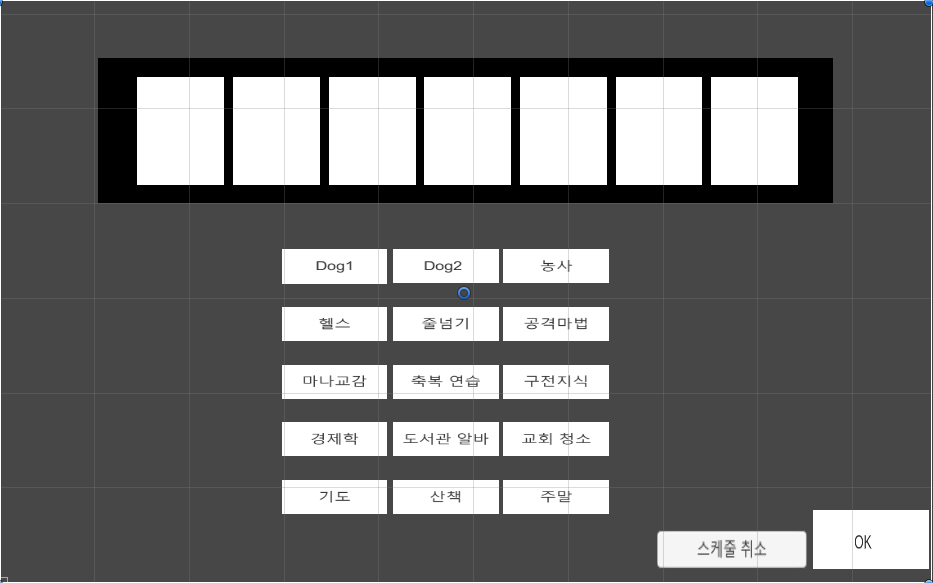 Dog1 Dog2 농사
헬스 줄넘기 공격마법
마나교감 축복 연습 구전지식
경제학 도서관 알바 교회 청소
기도 산책 주말
스케줄 취소 OK